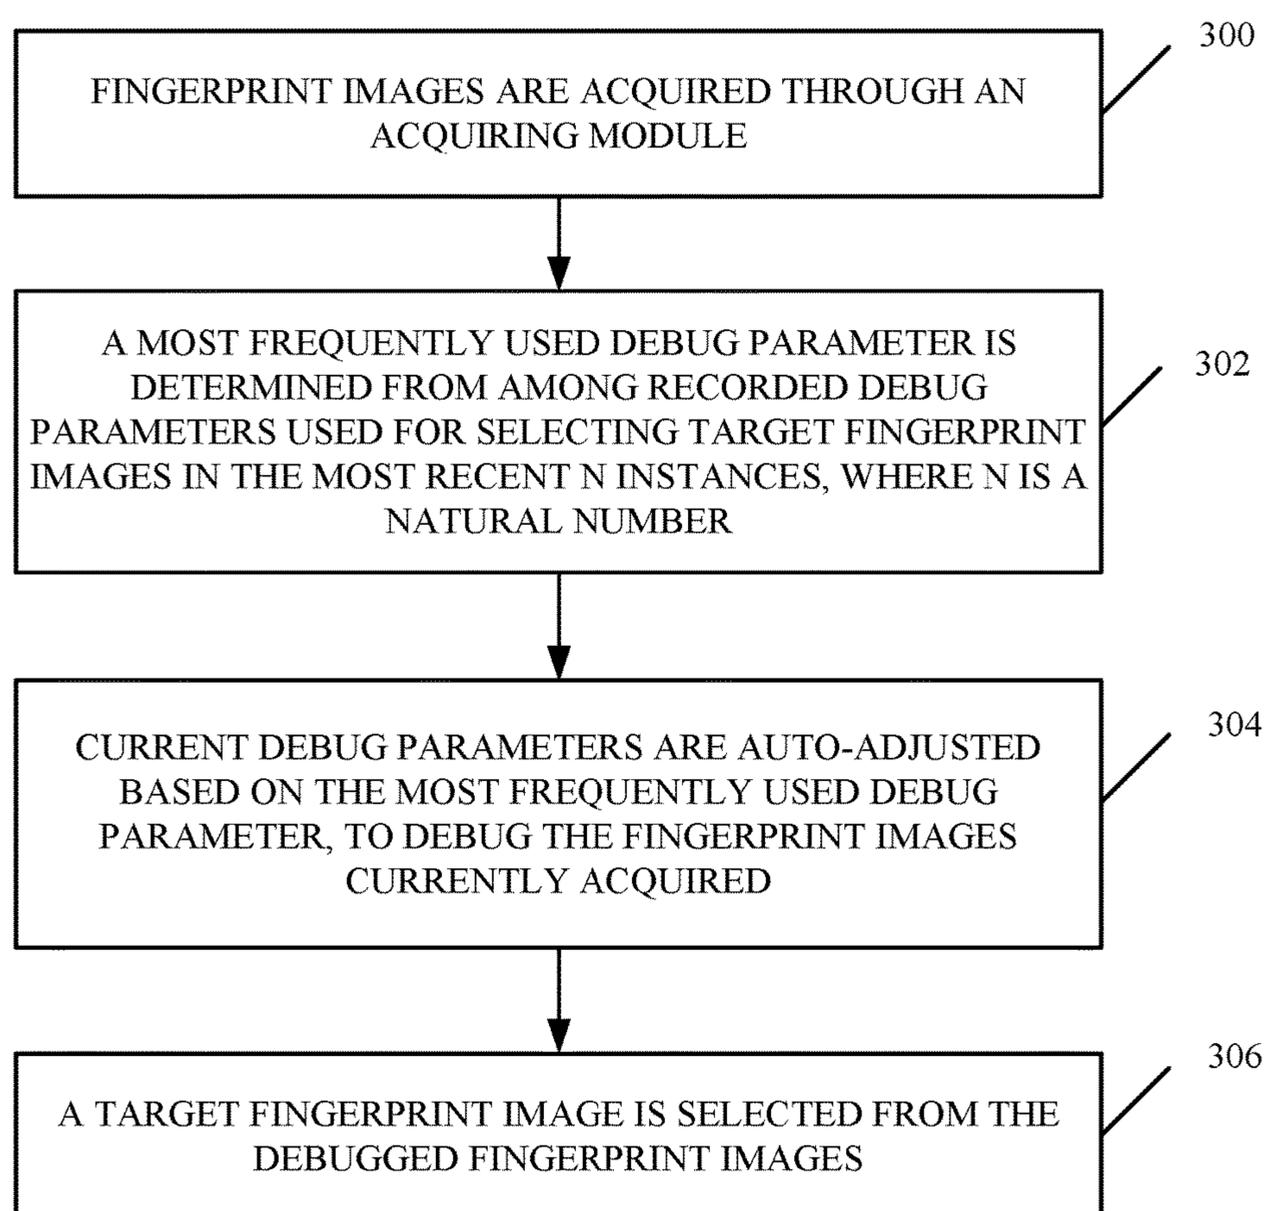 300
FINGERPRINT IMAGES ARE ACQUIRED THROUGH AN
ACQUIRING MODULE
302
A MOST FREQUENTLY USED DEBUG PARAMETER IS
DETERMINED FROM AMONG RECORDED DEBUG
PARAMETERS USED FOR SELECTING TARGET FINGERPRINT
IMAGES IN THE MOST RECENT N INSTANCES, WHERE N IS A
NATURAL NUMBER
304
CURRENT DEBUG PARAMETERS ARE AUTO-ADJUSTED
BASED ON THE MOST FREQUENTLY USED DEBUG
PARAMETER, TO DEBUG THE FINGERPRINT IMAGES
CURRENTLY ACQUIRED
306
A TARGET FINGERPRINT IMAGE IS SELECTED FROM THE
DEBUGGED FINGERPRINT IMAGES